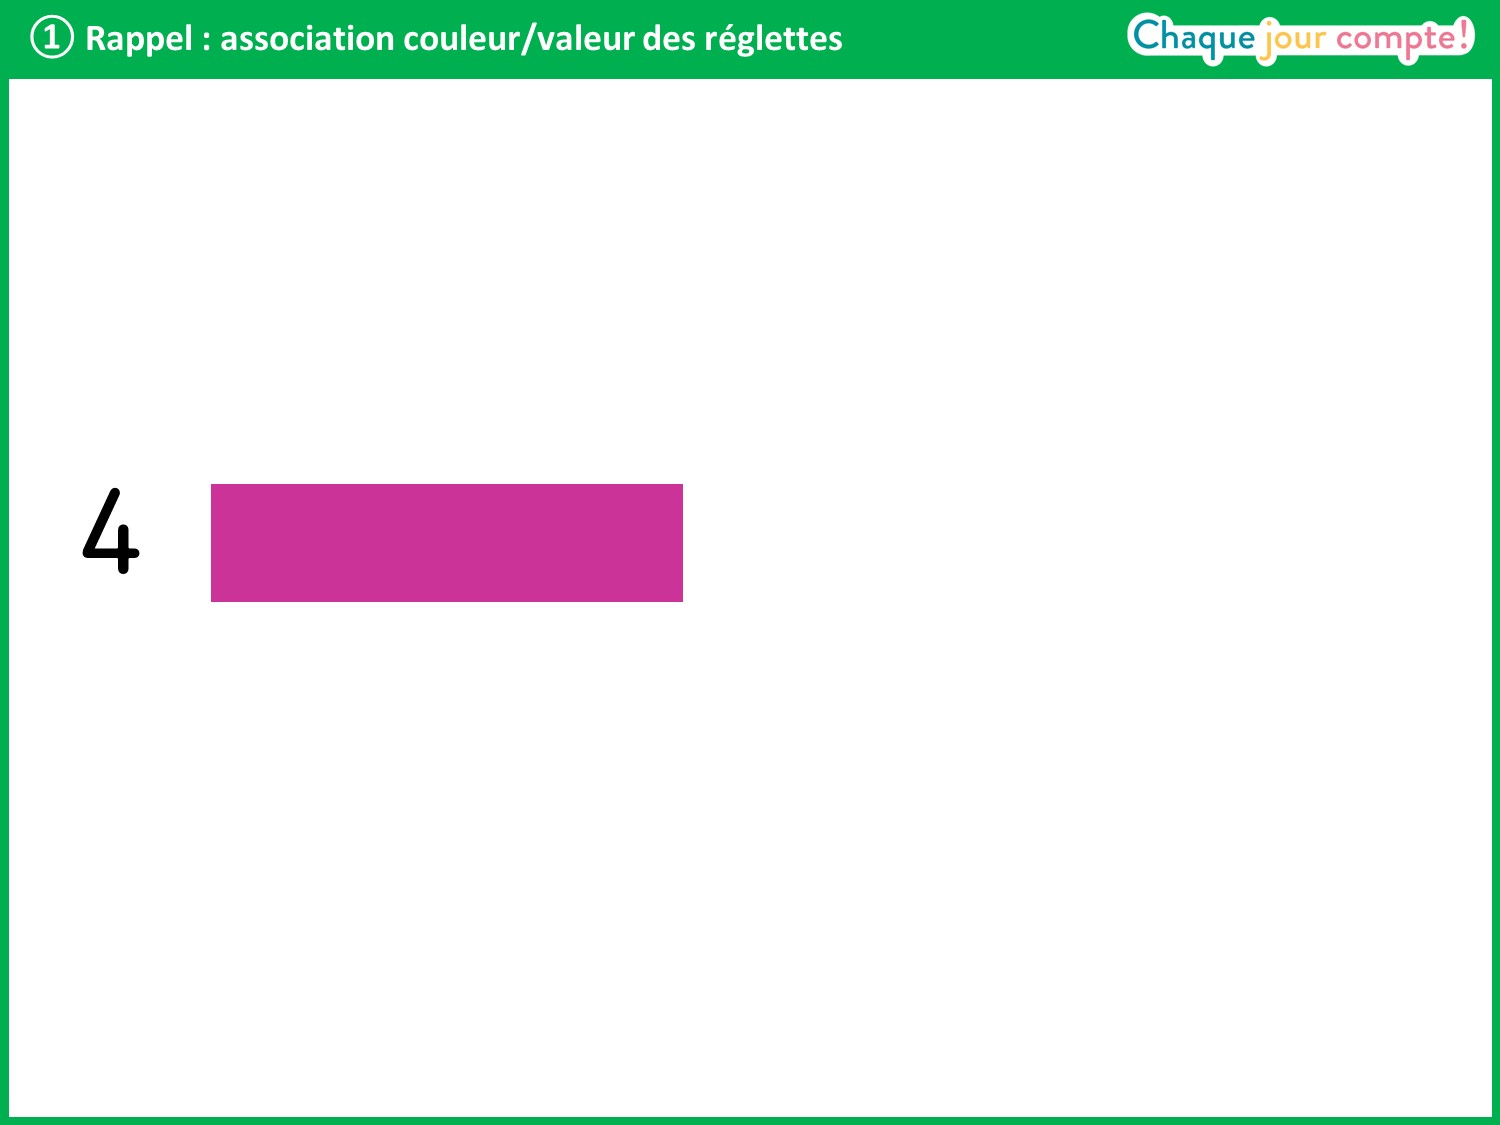 ① Rappel : association couleur/valeur des réglettes
Chaque jour compte!
4